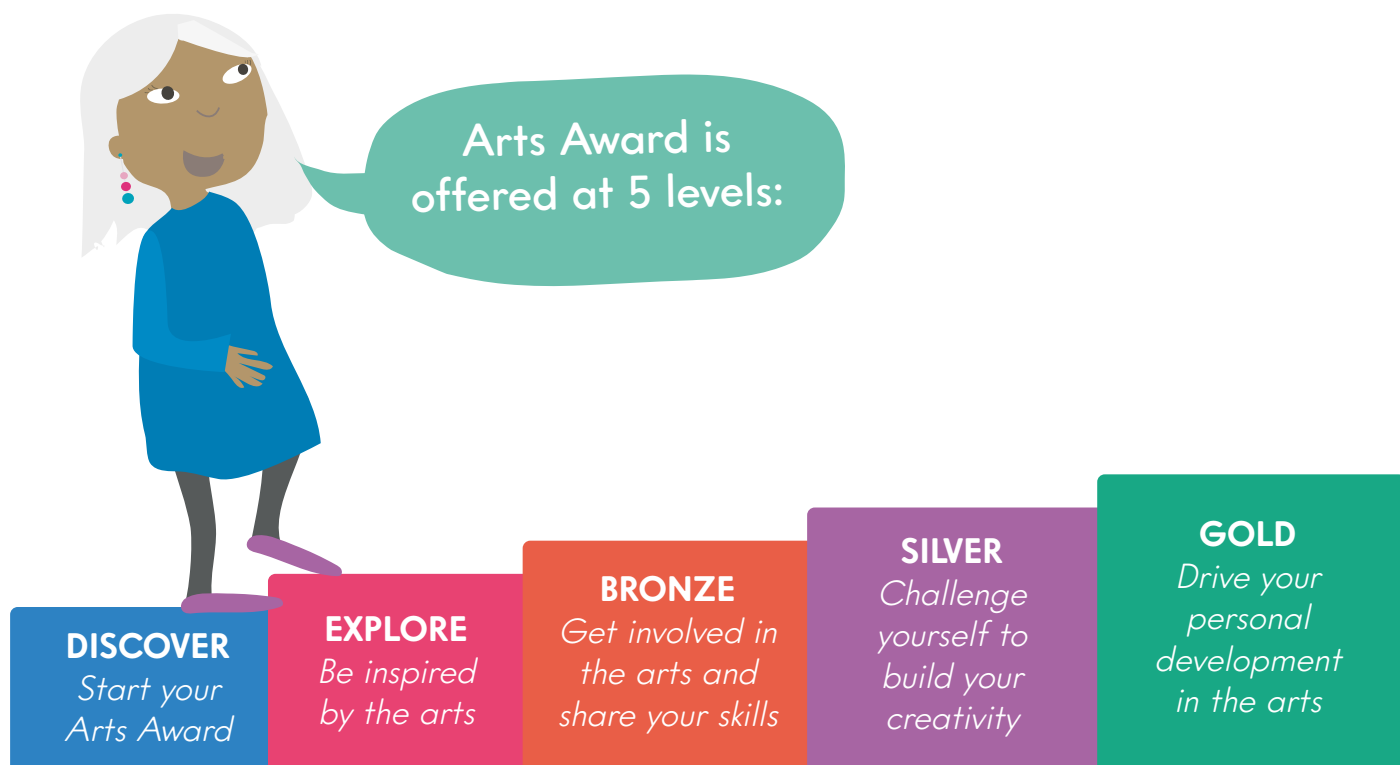 Arts Award is
offered at 5 levels:
DISCOVER
Start your
Arts Award
EXPLORE
Be inspired
by the arts
BRONZE
Get involved in
the arts and
share your skills
SILVER
Challenge
yourself to
build your
creativity
GOLD
Drive your
personal
development
in the arts